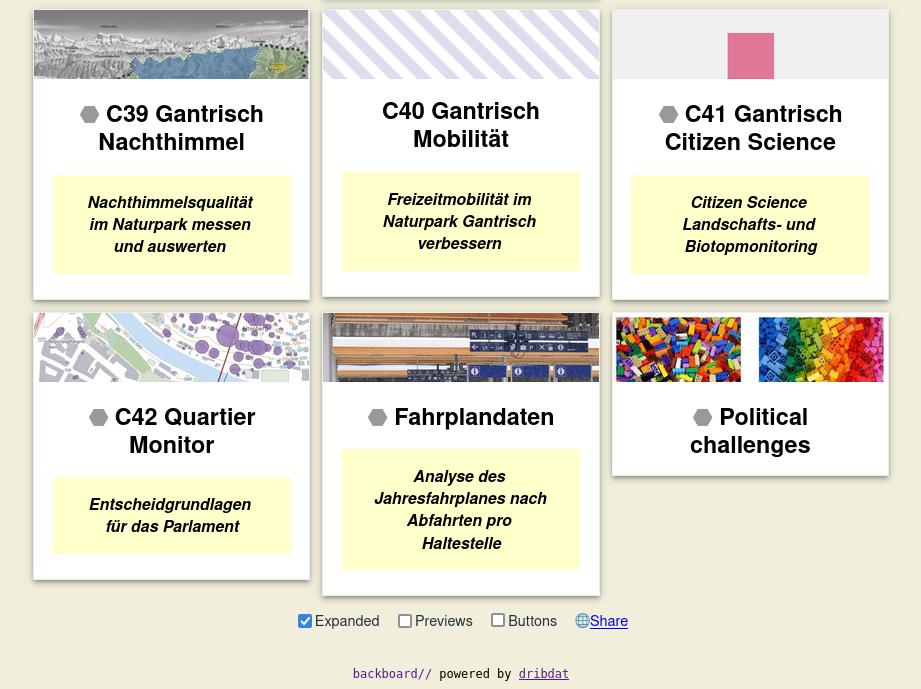 C39 Gantrisch
Nachthimmel
Nachthimmelsqualität
im Naturpark messen
und auswerten
C40 Gantrisch
Mobilität
Freizeitmobilität im
Naturpark Gantrisch
verbessern
C41 Gantrisch
Citizen Science
Citizen Science
Landschafts- und
Biotopmonitoring
C42 Quartier
Monitor
Entscheidgrundlagen
für das Parlament
Fahrplandaten
Analyse des
Jahresfahrplanes nach
Abfahrten pro
Haltestelle
Political
challenges
Expanded Previews Buttons Share
backboard// powered by dribdat